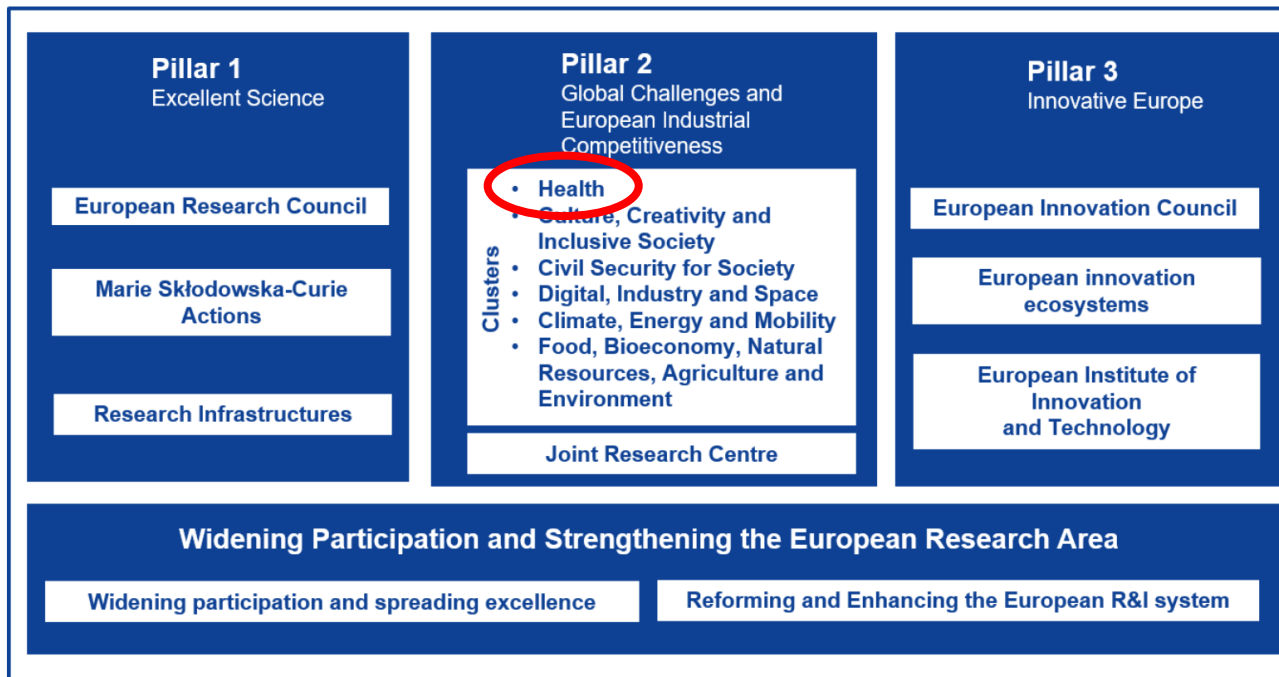 Pillar 1
Excellent Science
European Research Council
Marie Skłodowska-Curie
Actions
Research Infrastructures
Pillar 2
Global Challenges and
European Industrial
Competitiveness
Clusters
• Health
• Culture, Creativity and
Inclusive Society
• Civil Security for Society
• Digital, Industry and Space
• Climate, Energy and Mobility
• Food, Bioeconomy, Natural
Resources, Agriculture and
Environment
Joint Research Centre
Pillar 3
Innovative Europe
European Innovation Council
European innovation
ecosystems
European Institute of
Innovation
and Technology
Widening Participation and Strengthening the European Research Area
Widening participation and spreading excellence
Reforming and Enhancing the European R&I system